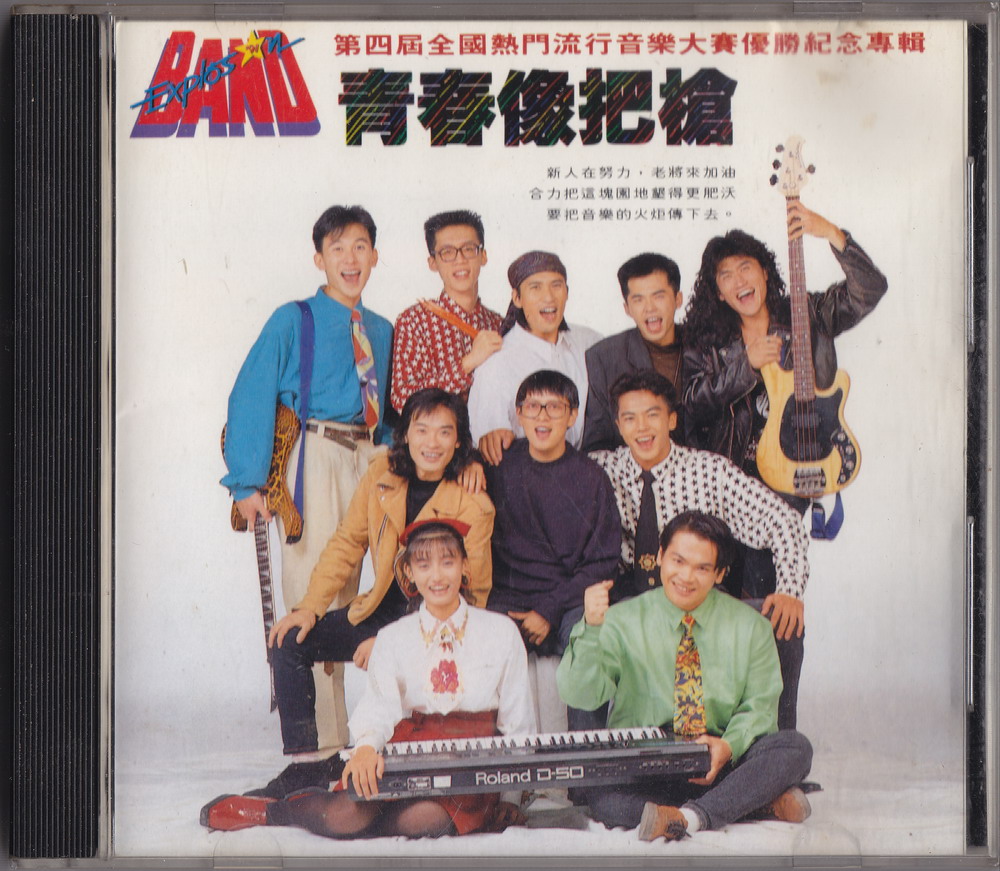 BAND
Explosion
第四屆全國熱門流行音樂大賽優勝紀念專輯
青春像把槍
新人在努力，老將來加油
合力把這塊園地墾得更肥沃
要把音樂的火炬傳下去。
Roland D-50